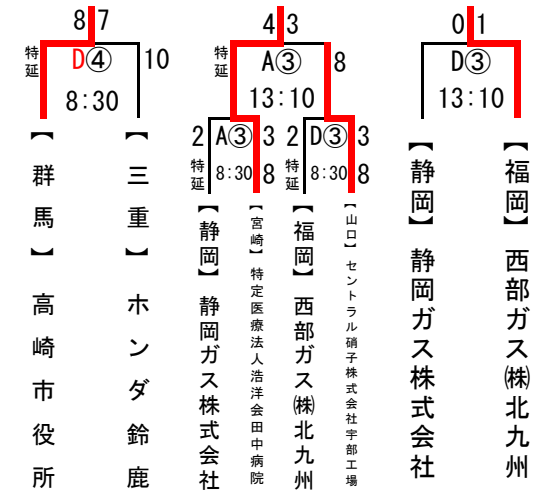 8 7
特延
D④
10
8:30
【群馬】高崎市役所
【三重】ホンダ鈴鹿
4 3
特延
A③
8
13:10
2 A③ 3
特延
8:30
8
2 D③ 3
特延
8:30
8
【静岡】静岡ガス株式会社
【宮崎】特定医療法人浩洋会田中病院
【福岡】西部ガス㈱北九州
【山口】セントラル硝子株式会社宇部工場
0 1
D③
13:10
【静岡】静岡ガス株式会社
【福岡】西部ガス㈱北九州